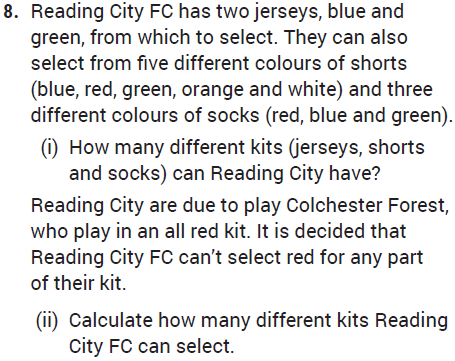 8. Reading City FC has two jerseys, blue and
green, from which to select. They can also
select from five different colours of shorts
(blue, red, green, orange and white) and three
different colours of socks (red, blue and green).
(i) How many different kits (jerseys, shorts
and socks) can Reading City have?
Reading City are due to play Colchester Forest,
who play in an all red kit. It is decided that
Reading City FC can't select red for any part
of their kit.
(ii) Calculate how many different kits Reading
City FC can select.